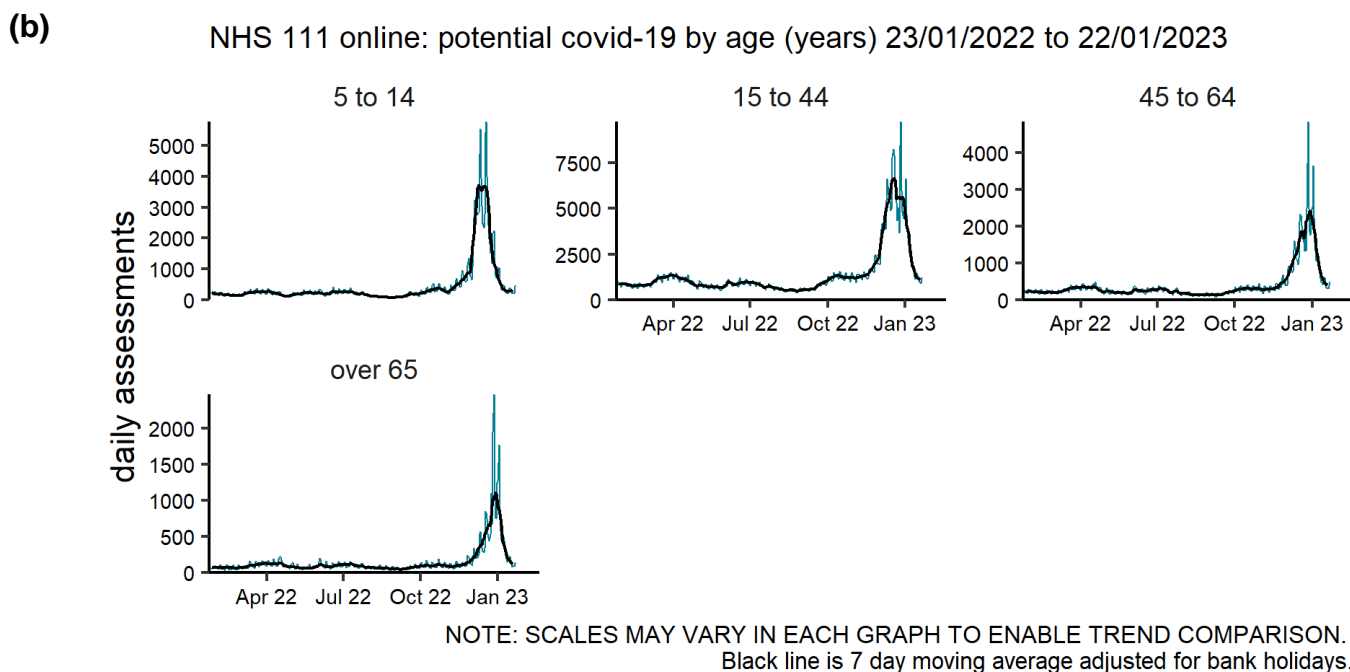 (b)
NHS 111 online: potential covid-19 by age (years) 23/01/2022 to 22/01/2023
daily assessments
5 to 14
5000
4000
3000
2000
1000
0
15 to 44
7500
5000
2500
0
Apr 22 Jul 22 Oct 22 Jan 23
45 to 64
4000
3000
2000
1000
0
Apr 22 Jul 22 Oct 22 Jan 23
over 65
2000
1500
1000
500
0
Apr 22 Jul 22 Oct 22 Jan 23
NOTE: SCALES MAY VARY IN EACH GRAPH TO ENABLE TREND COMPARISON.
Black line is 7 day moving average adjusted for bank holidays.